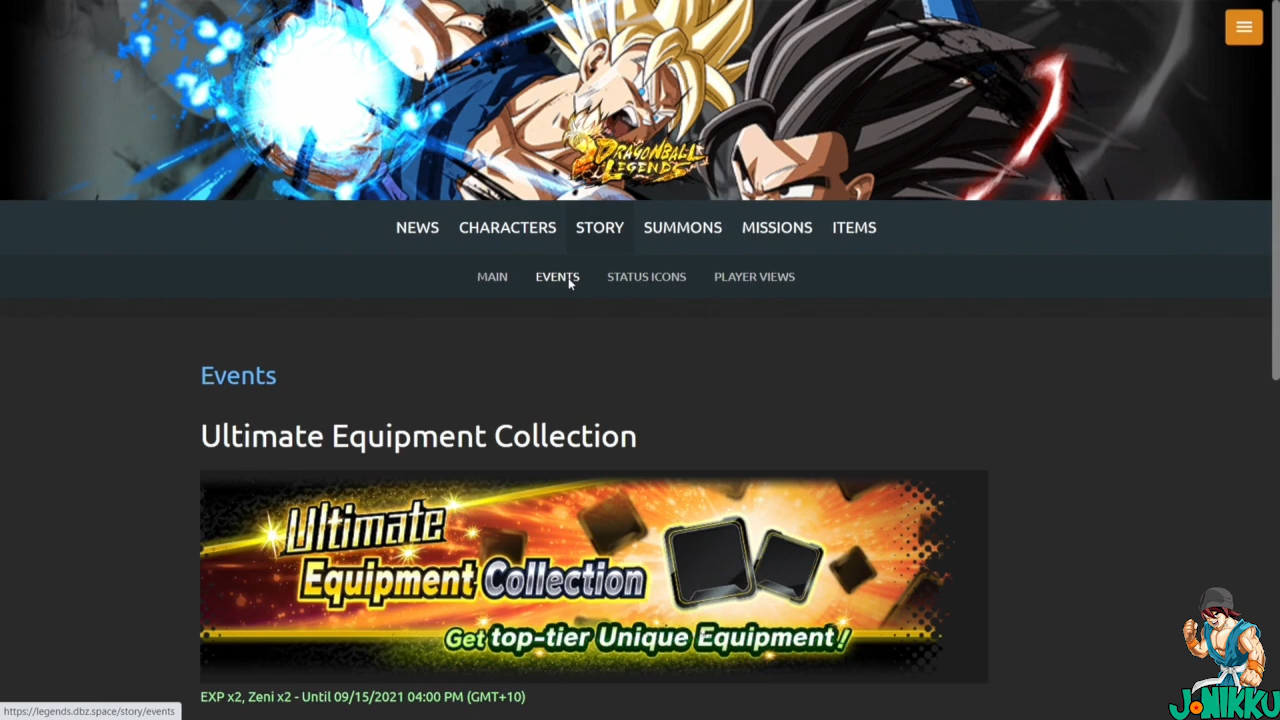 DRAGONBALL
LEGENDS
NEWS CHARACTERS STORY SUMMONS MISSIONS ITEMS
MAIN EVENTS STATUS ICONS PLAYER VIEWS
Events
Ultimate Equipment Collection
Ultimate
Equipment Collection
Get top-tier Unique Equipment!
EXP x2, Zeni x2 - Until 09/15/2021 04:00 PM (GMT+10)
https://legends.dbz.space/story/events
JONIKKU